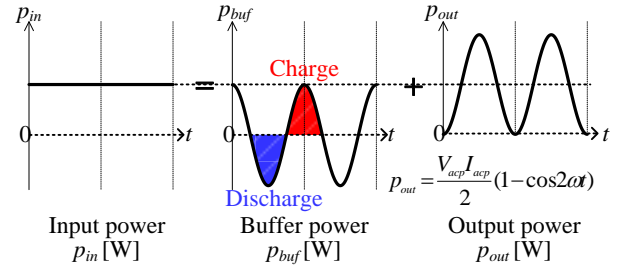 p_in
p_buf
p_out
Charge
=
+
0
t
0
t
0
t
Discharge
p_out = V_acp I_acp / 2 (1−cos2ωt)
Input power
p_in [W]
Buffer power
p_buf [W]
Output power
p_out [W]